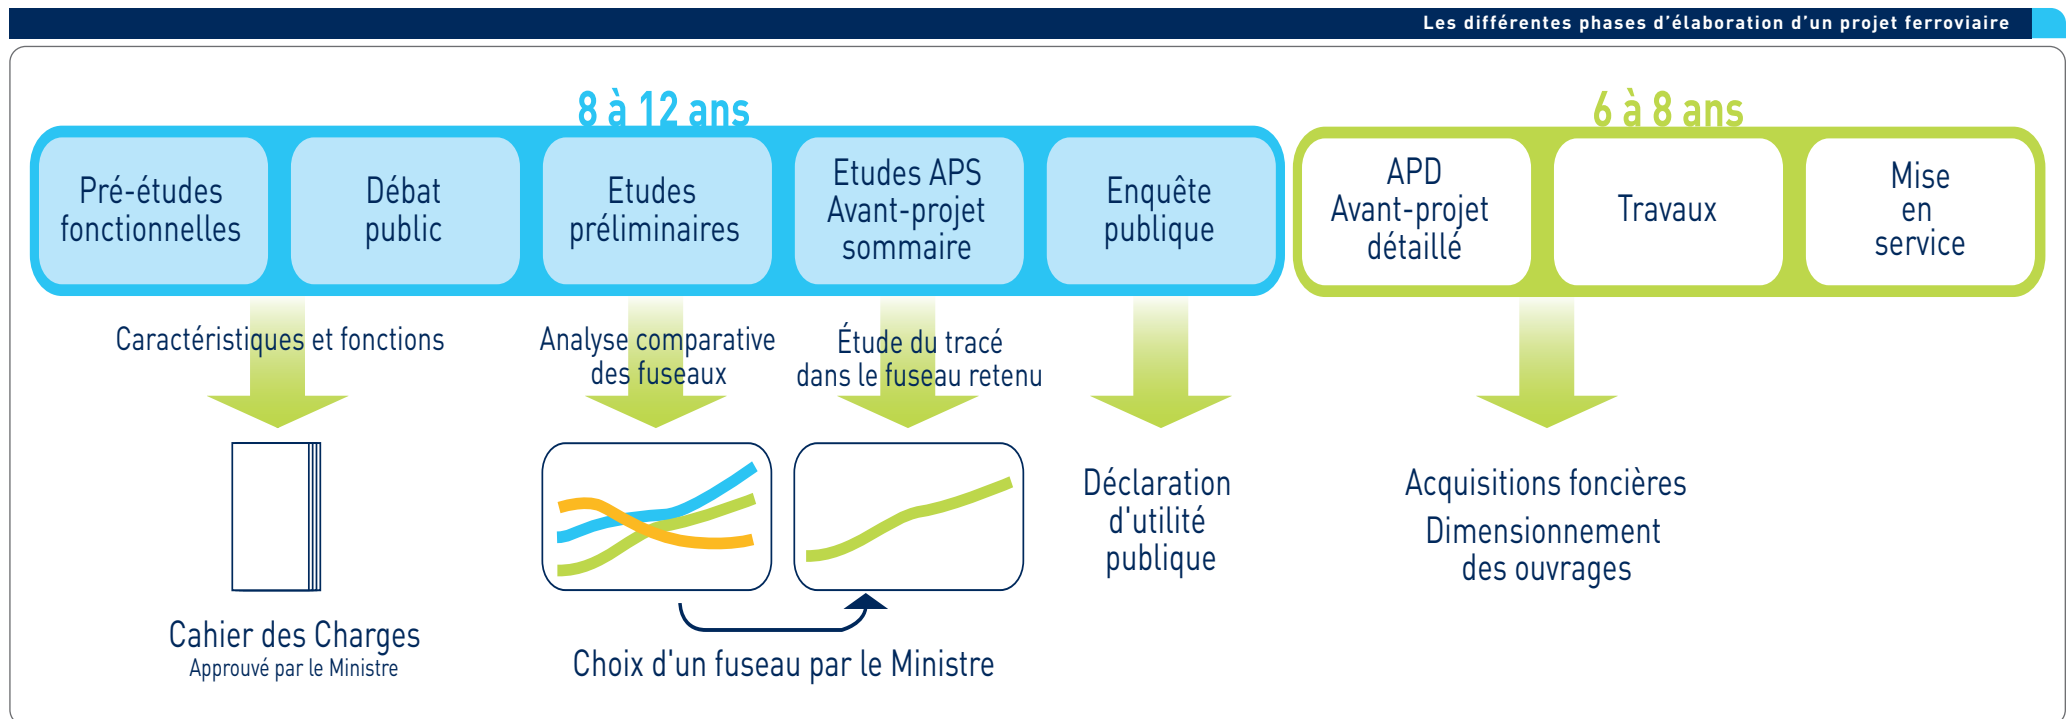 Les différentes phases d'élaboration d'un projet ferroviaire
8 à 12 ans
6 à 8 ans
Pré-études
fonctionnelles
Débat
public
Etudes
préliminaires
Etudes APS
Avant-projet
sommaire
Enquête
publique
APD
Avant-projet
détaillé
Travaux
Mise
en
service
Caractéristiques et fonctions
Analyse comparative
des fuseaux
Étude du tracé
dans le fuseau retenu
Déclaration
d'utilité
publique
Acquisitions foncières
Dimensionnement
des ouvrages
Cahier des Charges
Approuvé par le Ministre
Choix d'un fuseau par le Ministre